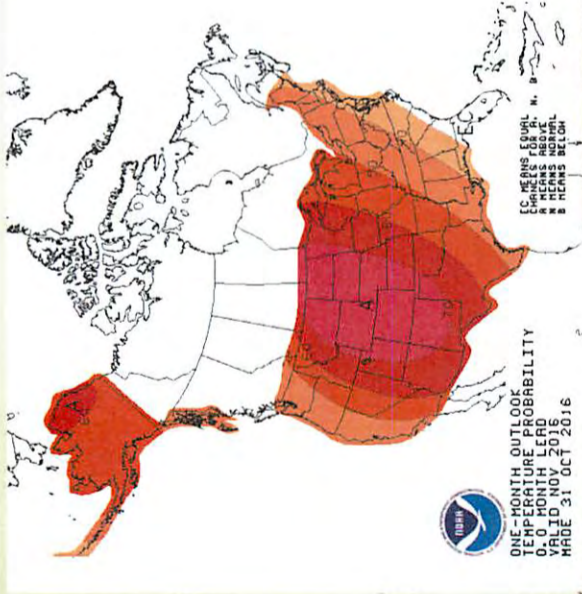 NOAA
ONE-MONTH OUTLOOK
TEMPERATURE PROBABILITY
0.0 MONTH LEAD
VALID NOV 2016
MADE 31 OCT 2016
EC MEANS EQUAL
CHANCES FOR A, N, B
A MEANS ABOVE
N MEANS NORMAL
B MEANS BELOW
EC
A